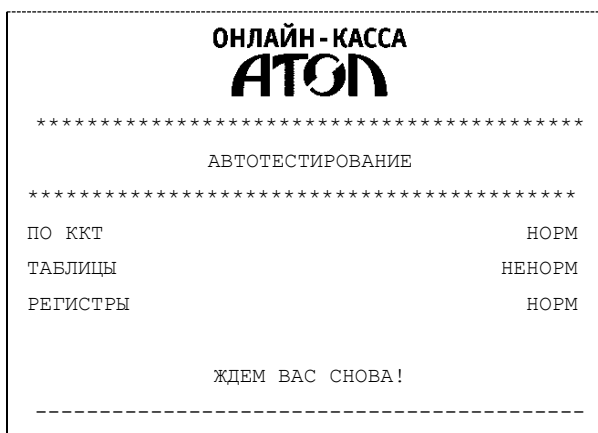 ОНЛАЙН-КАССА
АТОЛ
*******************************************
АВТОТЕСТИРОВАНИЕ
*******************************************
ПО ККТ НОРМ
ТАБЛИЦЫ НЕНОРМ
РЕГИСТРЫ НОРМ
ЖДЕМ ВАС СНОВА!
-------------------------------------------